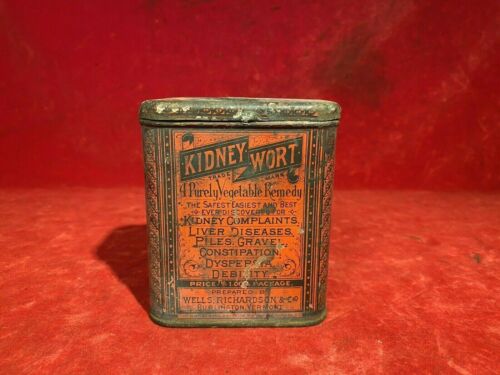 KIDNEY WORT
TRADE MARK
A Purely Vegetable Remedy
THE SAFEST EASIEST AND BEST
EVER DISCOVERED FOR
KIDNEY COMPLAINTS,
LIVER DISEASES,
PILES, GRAVEL,
CONSTIPATION,
DYSPEPSIA
DEBILITY.
PRICE $1.00 A PACKAGE.
PREPARED BY
WELLS, RICHARDSON & CO
BURLINGTON, VERMONT.